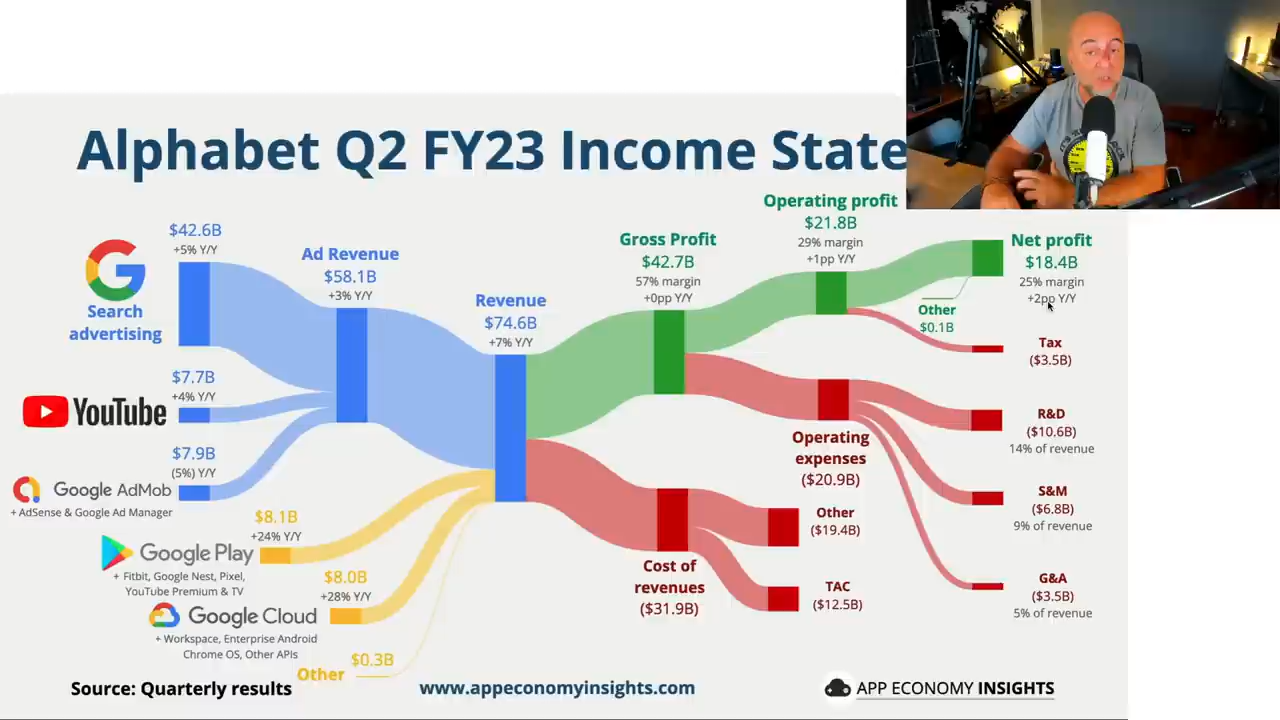 Alphabet Q2 FY23 Income State
$42.6B
+5% Y/Y
Search
advertising
$7.7B
+4% Y/Y
YouTube
$7.9B
(5%) Y/Y
Google AdMob
+ AdSense & Google Ad Manager
Ad Revenue
$58.1B
+3% Y/Y
$8.1B
+24% Y/Y
Google Play
+ Fitbit, Google Nest, Pixel,
YouTube Premium & TV
$8.0B
+28% Y/Y
Google Cloud
+ Workspace, Enterprise Android
Chrome OS, Other APIs
Other
$0.3B
Revenue
$74.6B
+7% Y/Y
Gross Profit
$42.7B
57% margin
+0pp Y/Y
Cost of
revenues
($31.9B)
Operating profit
$21.8B
29% margin
+1pp Y/Y
Operating
expenses
($20.9B)
Other
($19.4B)
TAC
($12.5B)
Net profit
$18.4B
25% margin
+2pp Y/Y
Other
$0.1B
Tax
($3.5B)
R&D
($10.6B)
14% of revenue
S&M
($6.8B)
9% of revenue
G&A
($3.5B)
5% of revenue
Source: Quarterly results
www.appeconomyinsights.com
APP ECONOMY INSIGHTS